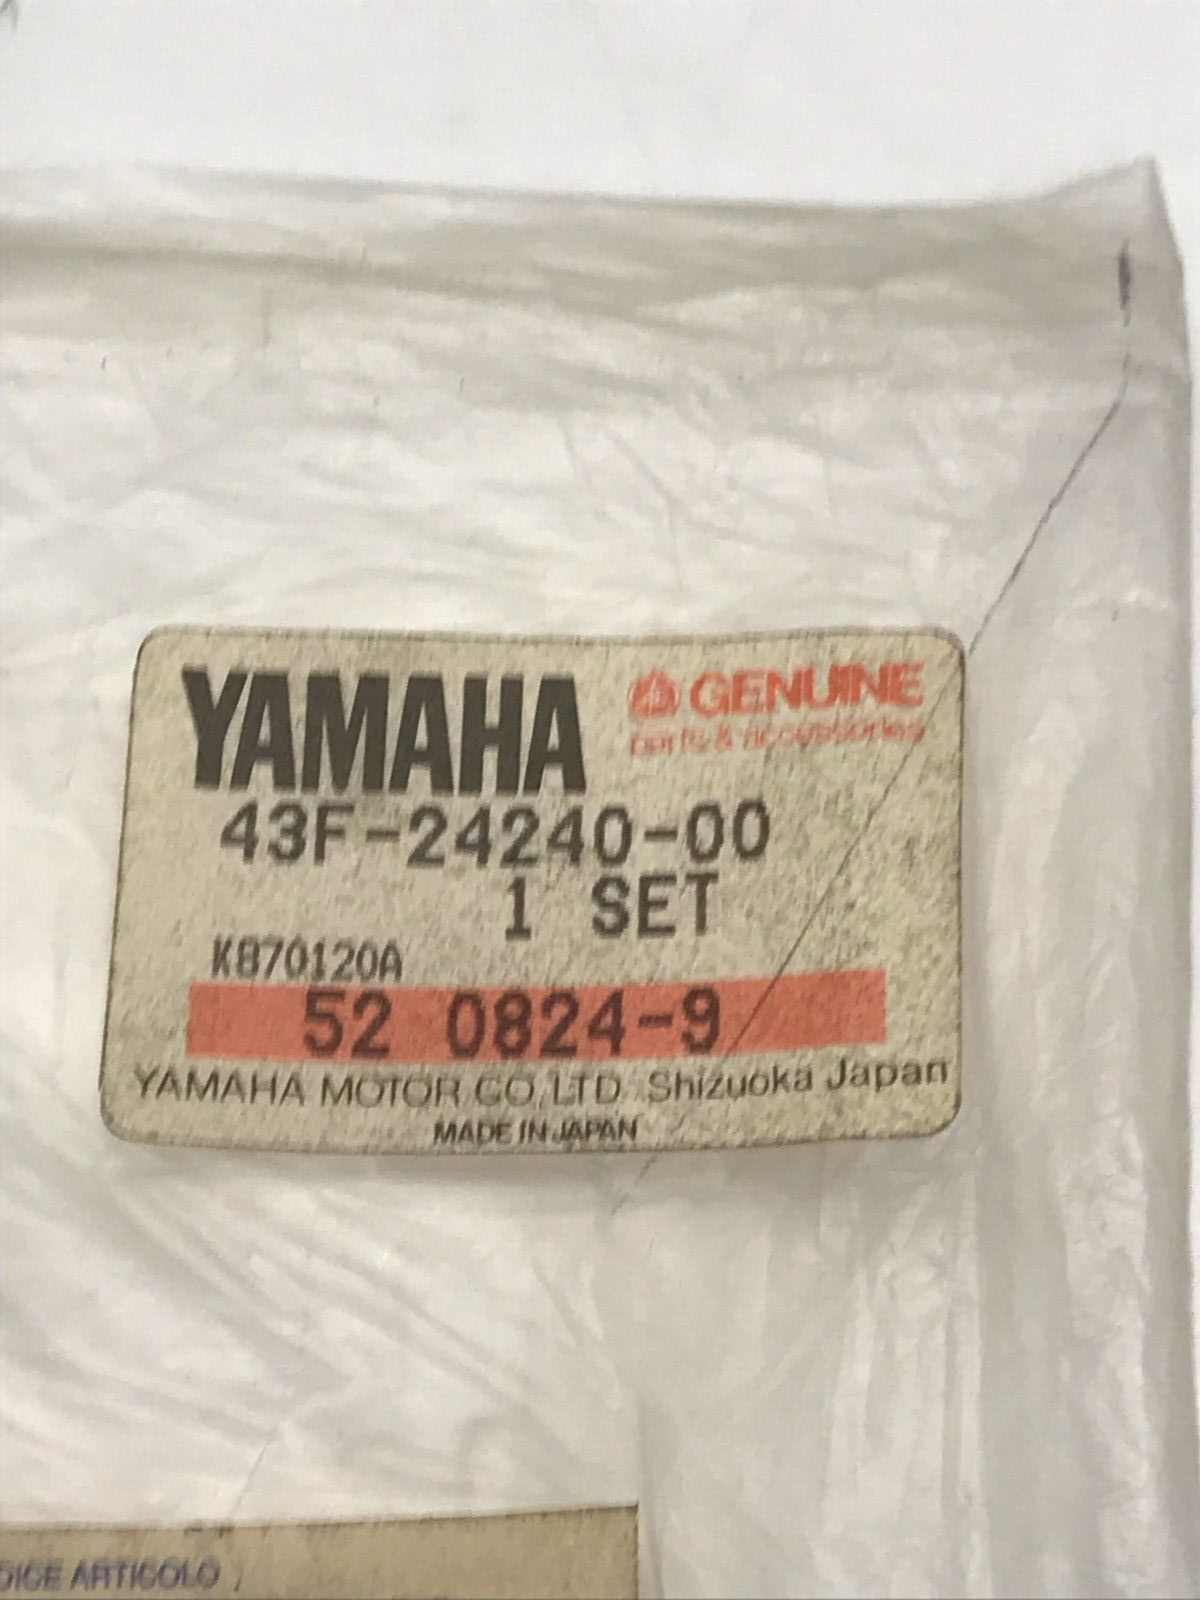 YAMAHA
GENUINE
parts & accessories
43F-24240-00
1 SET
K870120A
52 0824-9
YAMAHA MOTOR CO., LTD. Shizuoka Japan
MADE IN JAPAN
DICE ARTICOLO